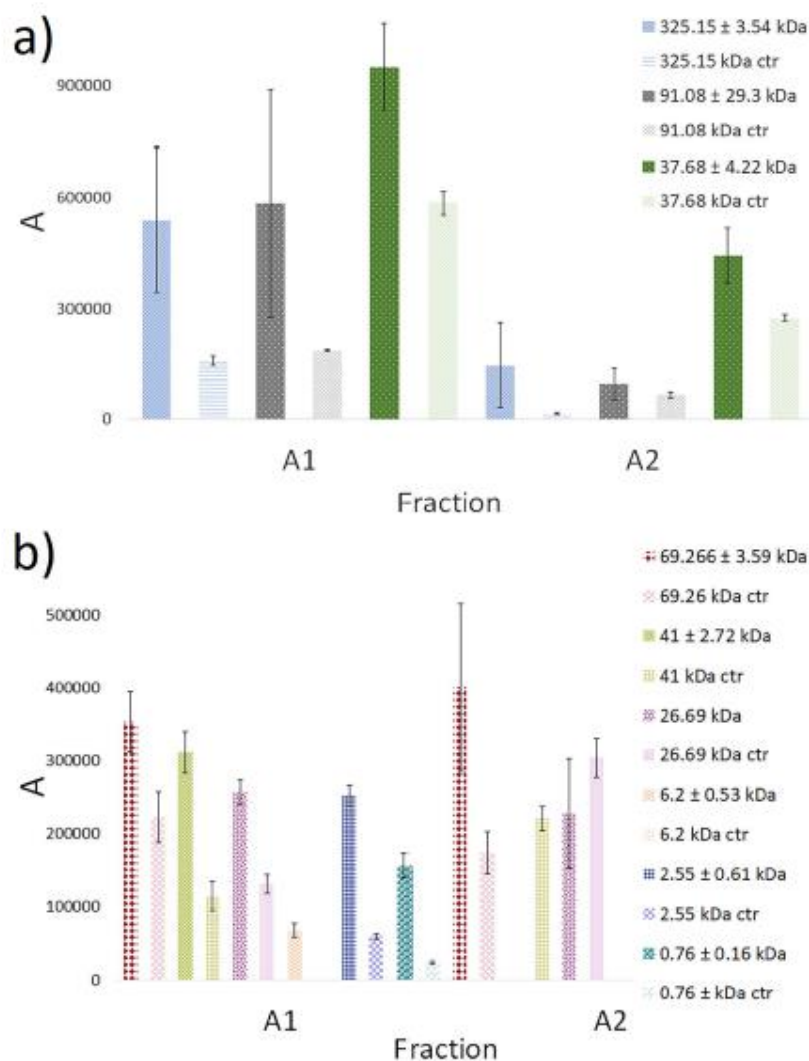 a)
325.15 ± 3.54 kDa
325.15 kDa ctr
91.08 ± 29.3 kDa
91.08 kDa ctr
37.68 ± 4.22 kDa
37.68 kDa ctr
900000
600000
300000
0
A
A1 A2
Fraction
b)
69.266 ± 3.59 kDa
69.26 kDa ctr
41 ± 2.72 kDa
41 kDa ctr
26.69 kDa
26.69 kDa ctr
6.2 ± 0.53 kDa
6.2 kDa ctr
2.55 ± 0.61 kDa
2.55 kDa ctr
0.76 ± 0.16 kDa
0.76 ± kDa ctr
500000
400000
300000
200000
100000
0
A
A1 A2
Fraction